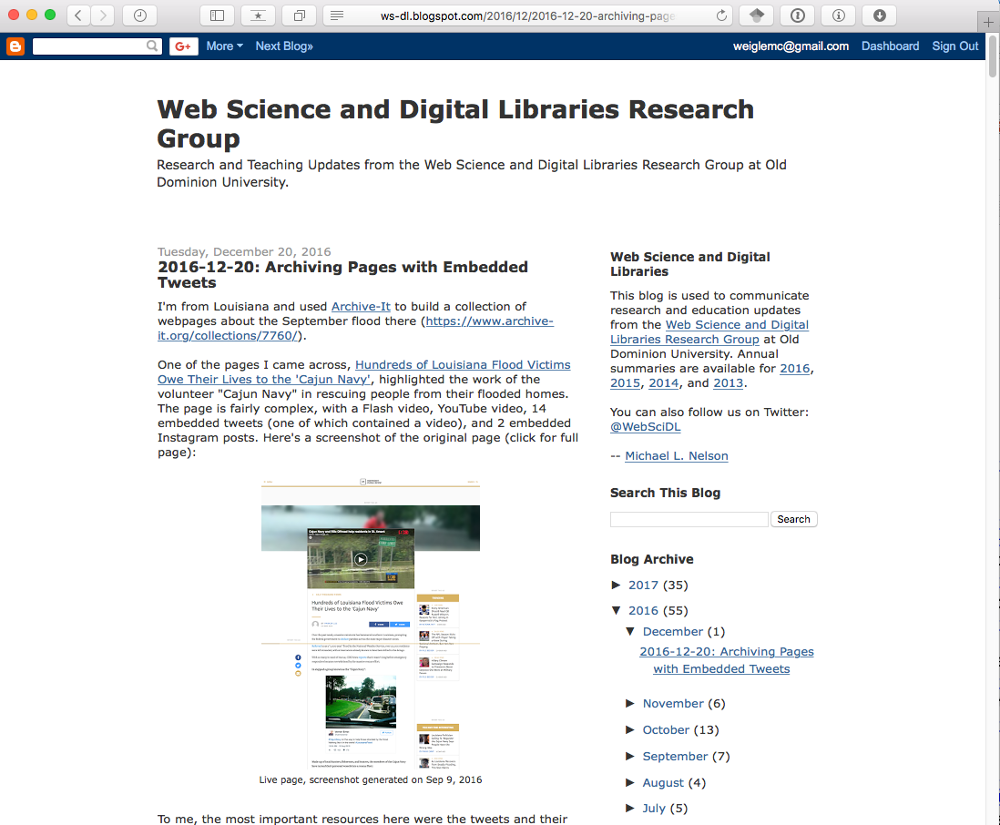 ws-dl.blogspot.com/2016/12/2016-12-20-archiving-page
G+ More Next Blog» weiglemc@gmail.com Dashboard Sign Out
Web Science and Digital Libraries Research
Group
Research and Teaching Updates from the Web Science and Digital Libraries Research Group at Old
Dominion University.
Tuesday, December 20, 2016
2016-12-20: Archiving Pages with Embedded
Tweets
I'm from Louisiana and used Archive-It to build a collection of
webpages about the September flood there (https://www.archive-
it.org/collections/7760/).
One of the pages I came across, Hundreds of Louisiana Flood Victims
Owe Their Lives to the 'Cajun Navy', highlighted the work of the
volunteer "Cajun Navy" in rescuing people from their flooded homes.
The page is fairly complex, with a Flash video, YouTube video, 14
embedded tweets (one of which contained a video), and 2 embedded
Instagram posts. Here's a screenshot of the original page (click for full
page):
Cajun Navy and Rifle Offroad help residents in St. Amant
Hundreds of Louisiana Flood Victims Owe
Their Lives to the 'Cajun Navy'
Live page, screenshot generated on Sep 9, 2016
To me, the most important resources here were the tweets and their
Web Science and Digital
Libraries
This blog is used to communicate
research and education updates
from the Web Science and Digital
Libraries Research Group at Old
Dominion University. Annual
summaries are available for 2016,
2015, 2014, and 2013.
You can also follow us on Twitter:
@WebSciDL
-- Michael L. Nelson
Search This Blog
Search
Blog Archive
► 2017 (35)
▼ 2016 (55)
▼ December (1)
2016-12-20: Archiving Pages
with Embedded Tweets
► November (6)
► October (13)
► September (7)
► August (4)
► July (5)